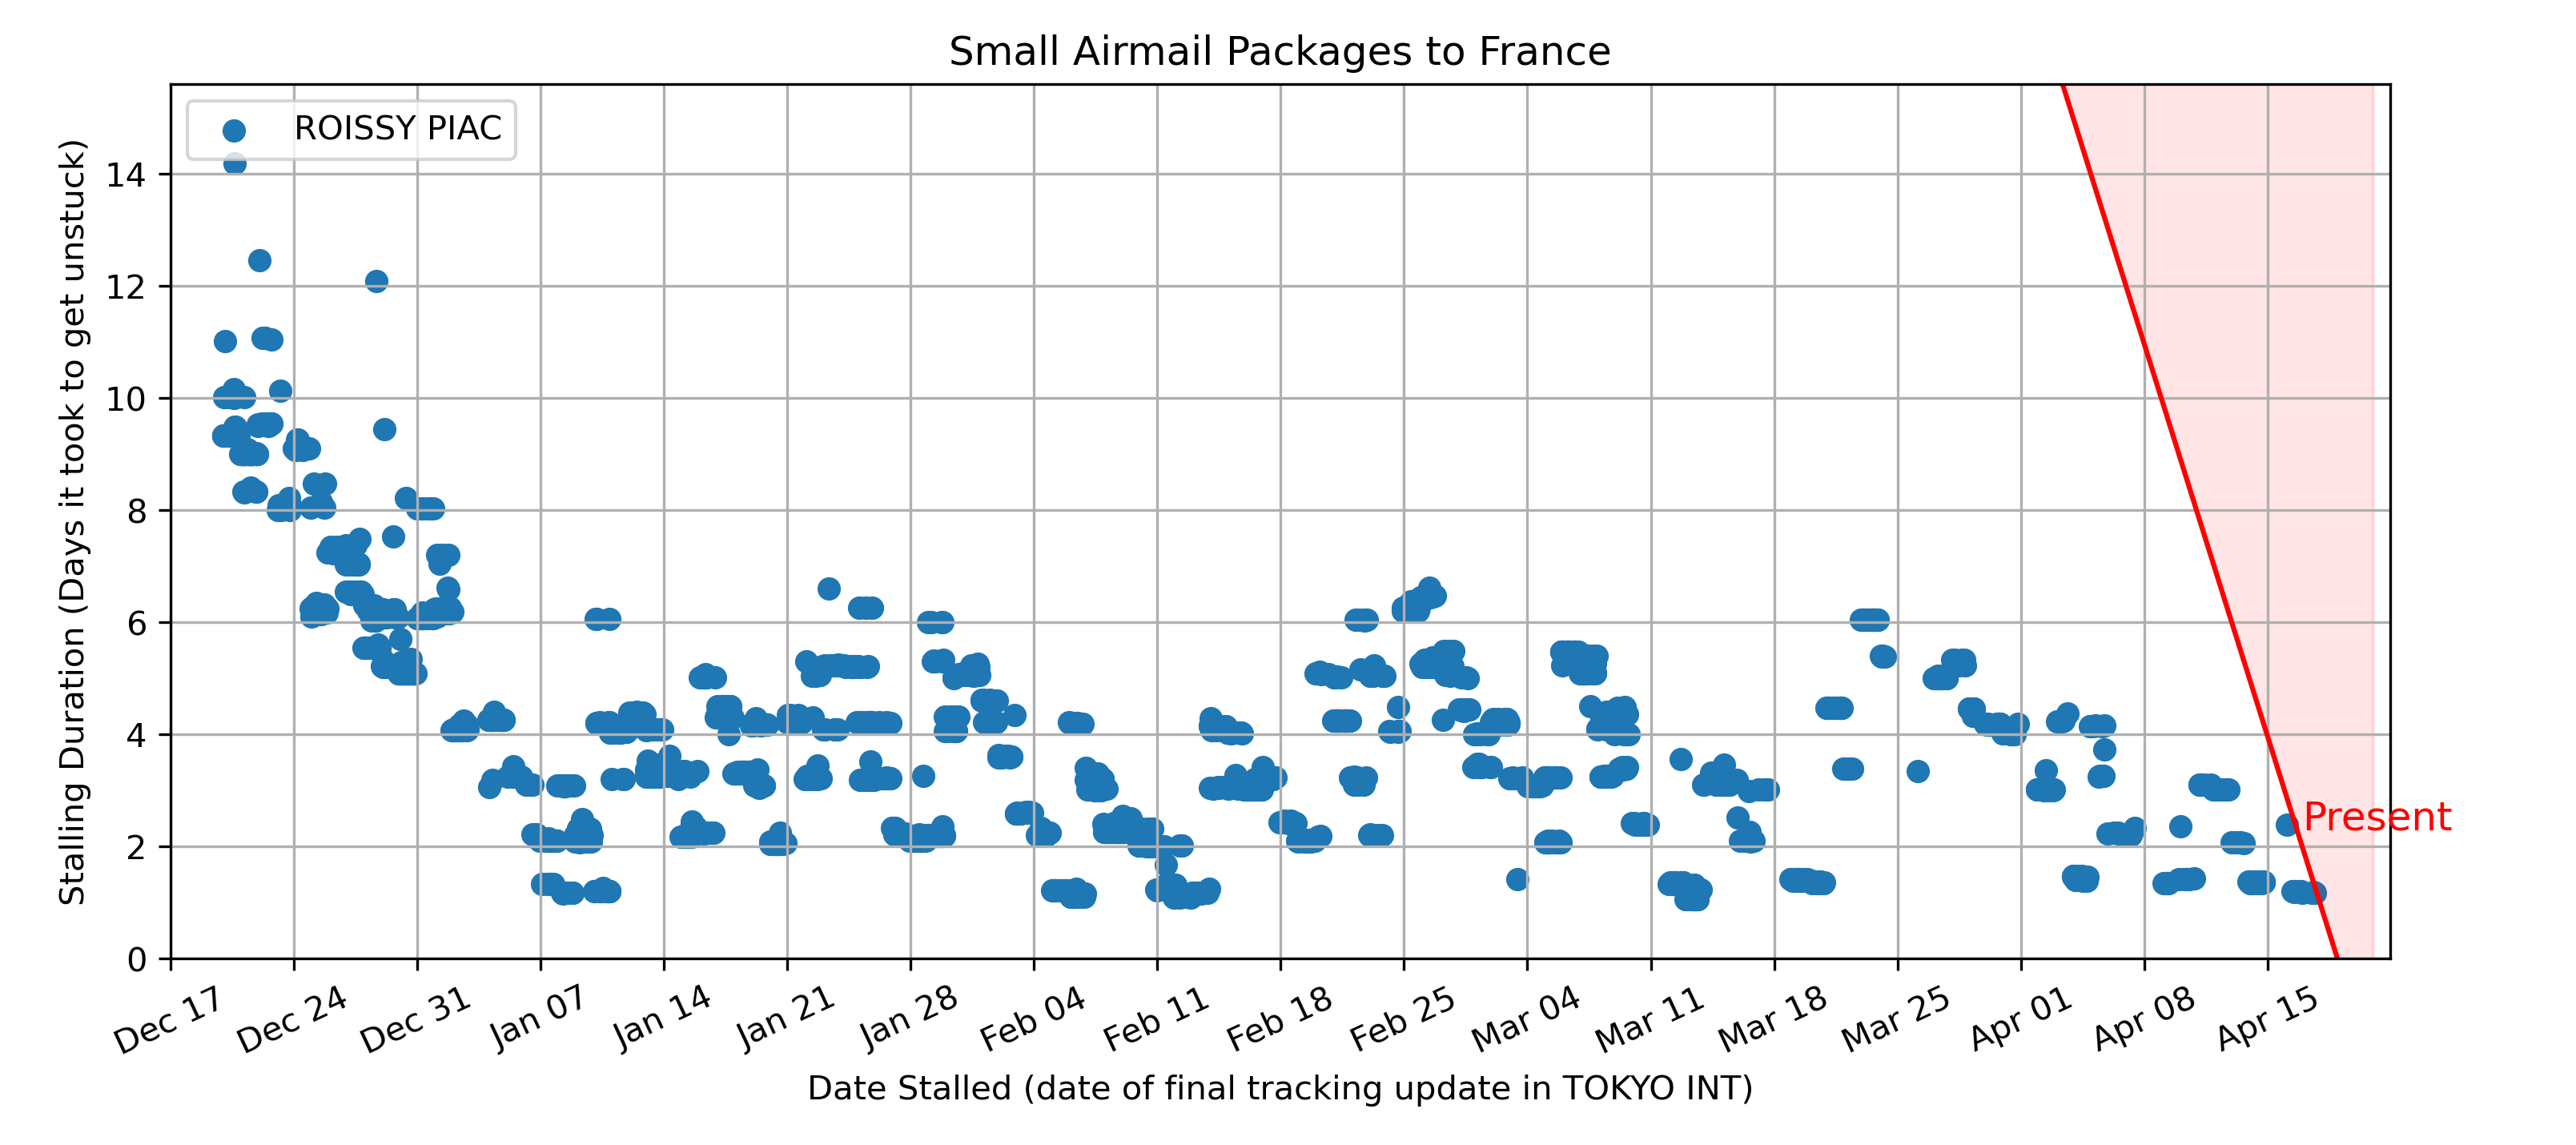 Small Airmail Packages to France
ROISSY PIAC
Stalling Duration (Days it took to get unstuck)
14
12
10
8
6
4
2
0
Present
Dec 17
Dec 24
Dec 31
Jan 07
Jan 14
Jan 21
Jan 28
Feb 04
Feb 11
Feb 18
Feb 25
Mar 04
Mar 11
Mar 18
Mar 25
Apr 01
Apr 08
Apr 15
Date Stalled (date of final tracking update in TOKYO INT)